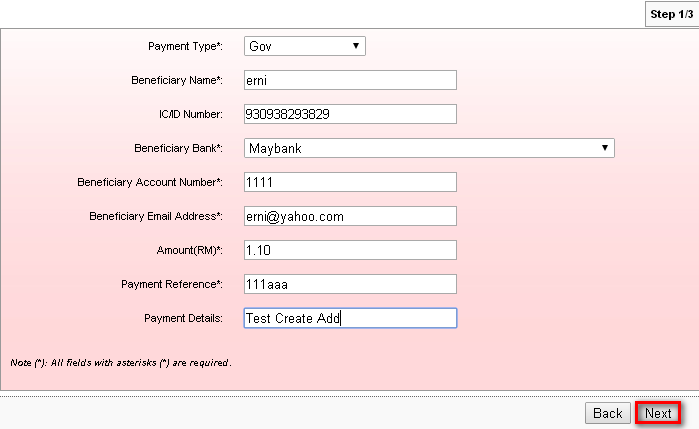 Step 1/3
Payment Type*: Gov
Beneficiary Name*: erni
IC/ID Number: 930938293829
Beneficiary Bank*: Maybank
Beneficiary Account Number*: 1111
Beneficiary Email Address*: erni@yahoo.com
Amount(RM)*: 1.10
Payment Reference*: 111aaa
Payment Details: Test Create Add
Note (*): All fields with asterisks (*) are required.
Back Next